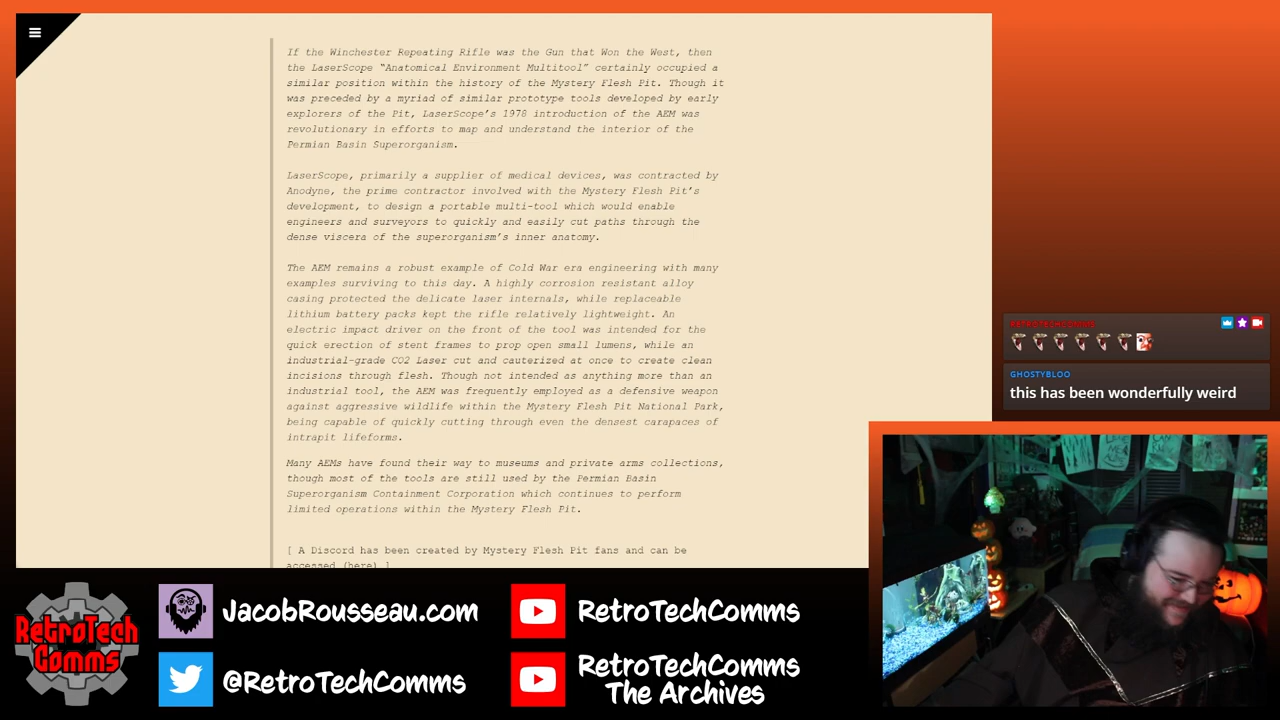 If the Winchester Repeating Rifle was the Gun that Won the West, then
the LaserScope “Anatomical Environment Multitool” certainly occupied a
similar position within the history of the Mystery Flesh Pit. Though it
was preceded by a myriad of similar prototype tools developed by early
explorers of the Pit, LaserScope’s 1978 introduction of the AEM was
revolutionary in efforts to map and understand the interior of the
Permian Basin Superorganism.
LaserScope, primarily a supplier of medical devices, was contracted by
Anodyne, the prime contractor involved with the Mystery Flesh Pit’s
development, to design a portable multi-tool which would enable
engineers and surveyors to quickly and easily cut paths through the
dense viscera of the superorganism’s inner anatomy.
The AEM remains a robust example of Cold War era engineering with many
examples surviving to this day. A highly corrosion resistant alloy
casing protected the delicate laser internals, while replaceable
lithium battery packs kept the rifle relatively lightweight. An
electric impact driver on the front of the tool was intended for the
quick erection of stent frames to prop open small lumens, while an
industrial-grade CO2 Laser cut and cauterized at once to create clean
incisions through flesh. Though not intended as anything more than an
industrial tool, the AEM was frequently employed as a defensive weapon
against aggressive wildlife within the Mystery Flesh Pit National Park,
being capable of quickly cutting through even the densest carapaces of
intrapit lifeforms.
Many AEMs have found their way to museums and private arms collections,
though most of the tools are still used by the Permian Basin
Superorganism Containment Corporation which continues to perform
limited operations within the Mystery Flesh Pit.
[ A Discord has been created by Mystery Flesh Pit fans and can be
accessed (here) ]
RETROTECHCOMMS
GHOSTYBLOO
this has been wonderfully weird
RetroTech
Comms
JacobRousseau.com
@RetroTechComms
RetroTechComms
RetroTechComms
The Archives